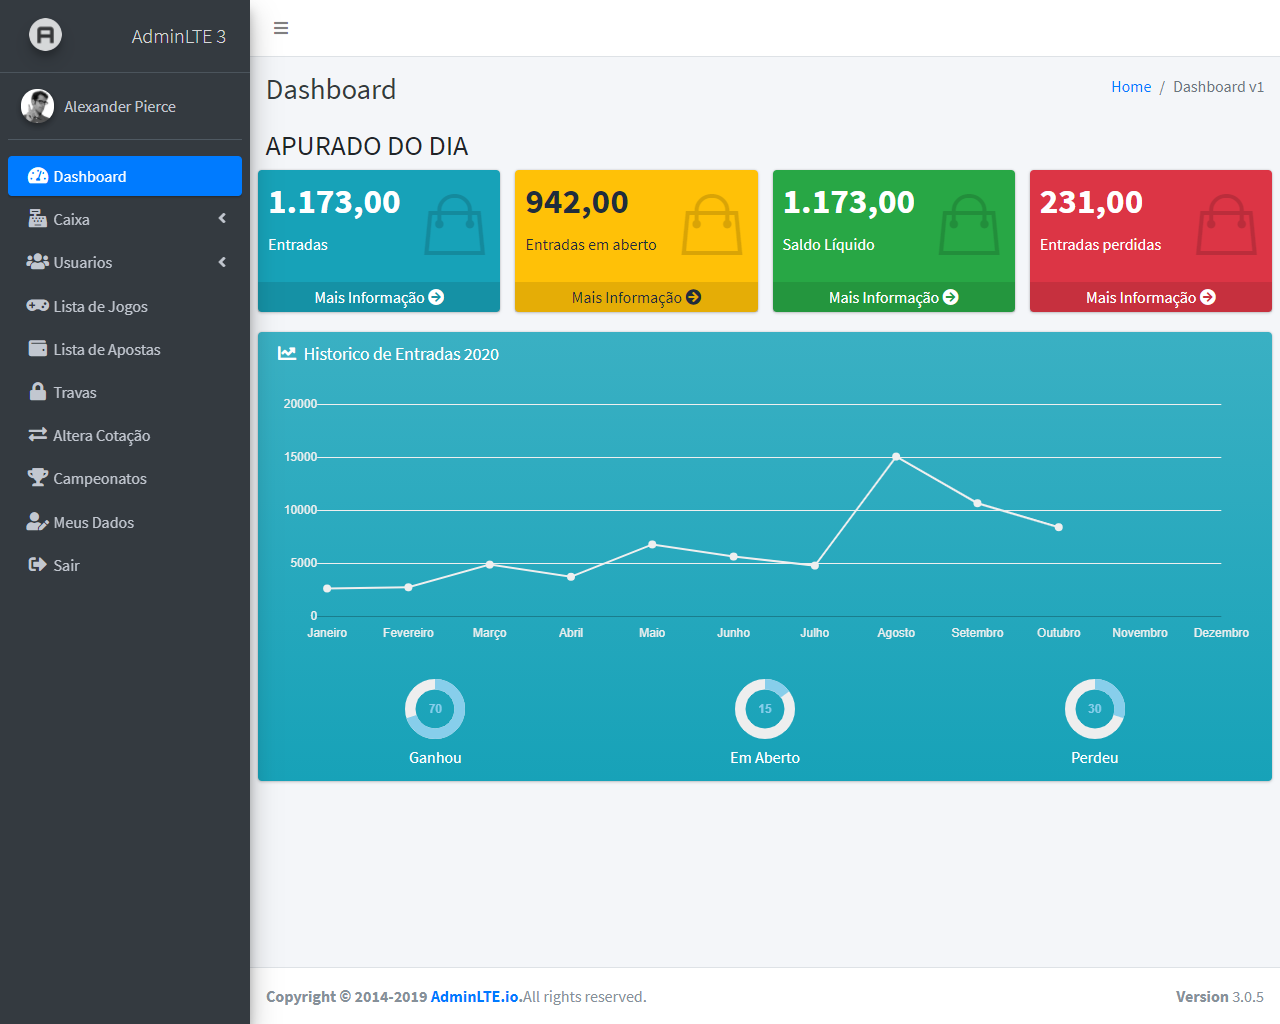 AdminLTE 3
Alexander Pierce
Dashboard
Caixa
Usuarios
Lista de Jogos
Lista de Apostas
Travas
Altera Cotação
Campeonatos
Meus Dados
Sair
Dashboard
Home / Dashboard v1
APURADO DO DIA
1.173,00
Entradas
Mais Informação
942,00
Entradas em aberto
Mais Informação
1.173,00
Saldo Líquido
Mais Informação
231,00
Entradas perdidas
Mais Informação
Historico de Entradas 2020
20000
15000
10000
5000
0
Janeiro Fevereiro Março Abril Maio Junho Julho Agosto Setembro Outubro Novembro Dezembro
70 15 30
Ganhou Em Aberto Perdeu
Copyright © 2014-2019 AdminLTE.io.All rights reserved.
Version 3.0.5